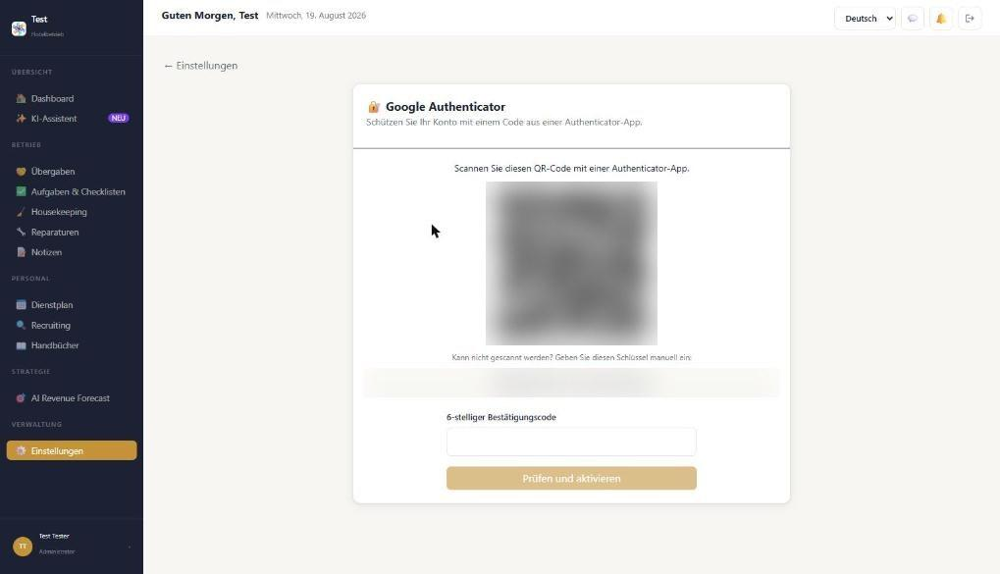 Test
Hotelbetrieb
ÜBERSICHT
Dashboard
KI-Assistent NEU
BETRIEB
Übergaben
Aufgaben & Checklisten
Housekeeping
Reparaturen
Notizen
PERSONAL
Dienstplan
Recruiting
Handbücher
STRATEGIE
AI Revenue Forecast
VERWALTUNG
Einstellungen
TT
Test Tester
Administrator
Guten Morgen, Test Mittwoch, 19. August 2026
Deutsch
← Einstellungen
Google Authenticator
Schützen Sie Ihr Konto mit einem Code aus einer Authenticator-App.
Scannen Sie diesen QR-Code mit einer Authenticator-App.
Kann nicht gescannt werden? Geben Sie diesen Schlüssel manuell ein:
6-stelliger Bestätigungscode
Prüfen und aktivieren